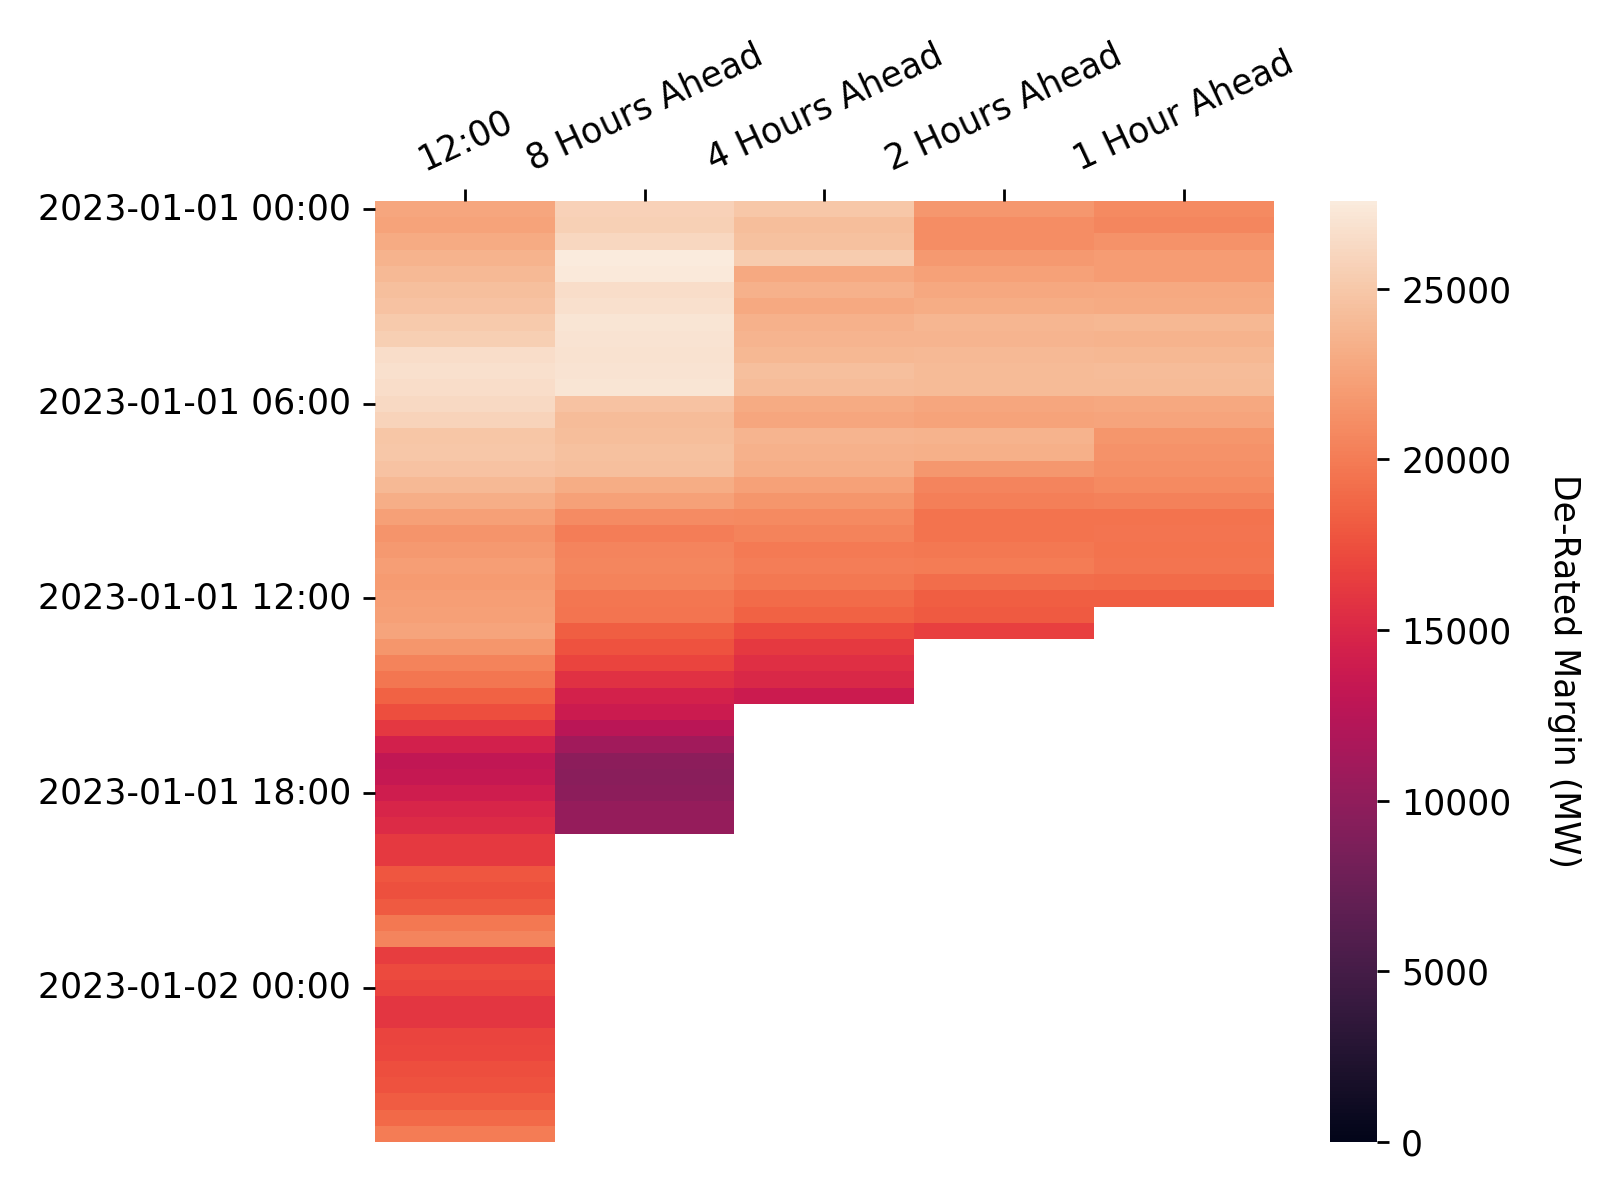 12:00
8 Hours Ahead
4 Hours Ahead
2 Hours Ahead
1 Hour Ahead
2023-01-01 00:00
2023-01-01 06:00
2023-01-01 12:00
2023-01-01 18:00
2023-01-02 00:00
25000
20000
15000
10000
5000
0
De-Rated Margin (MW)